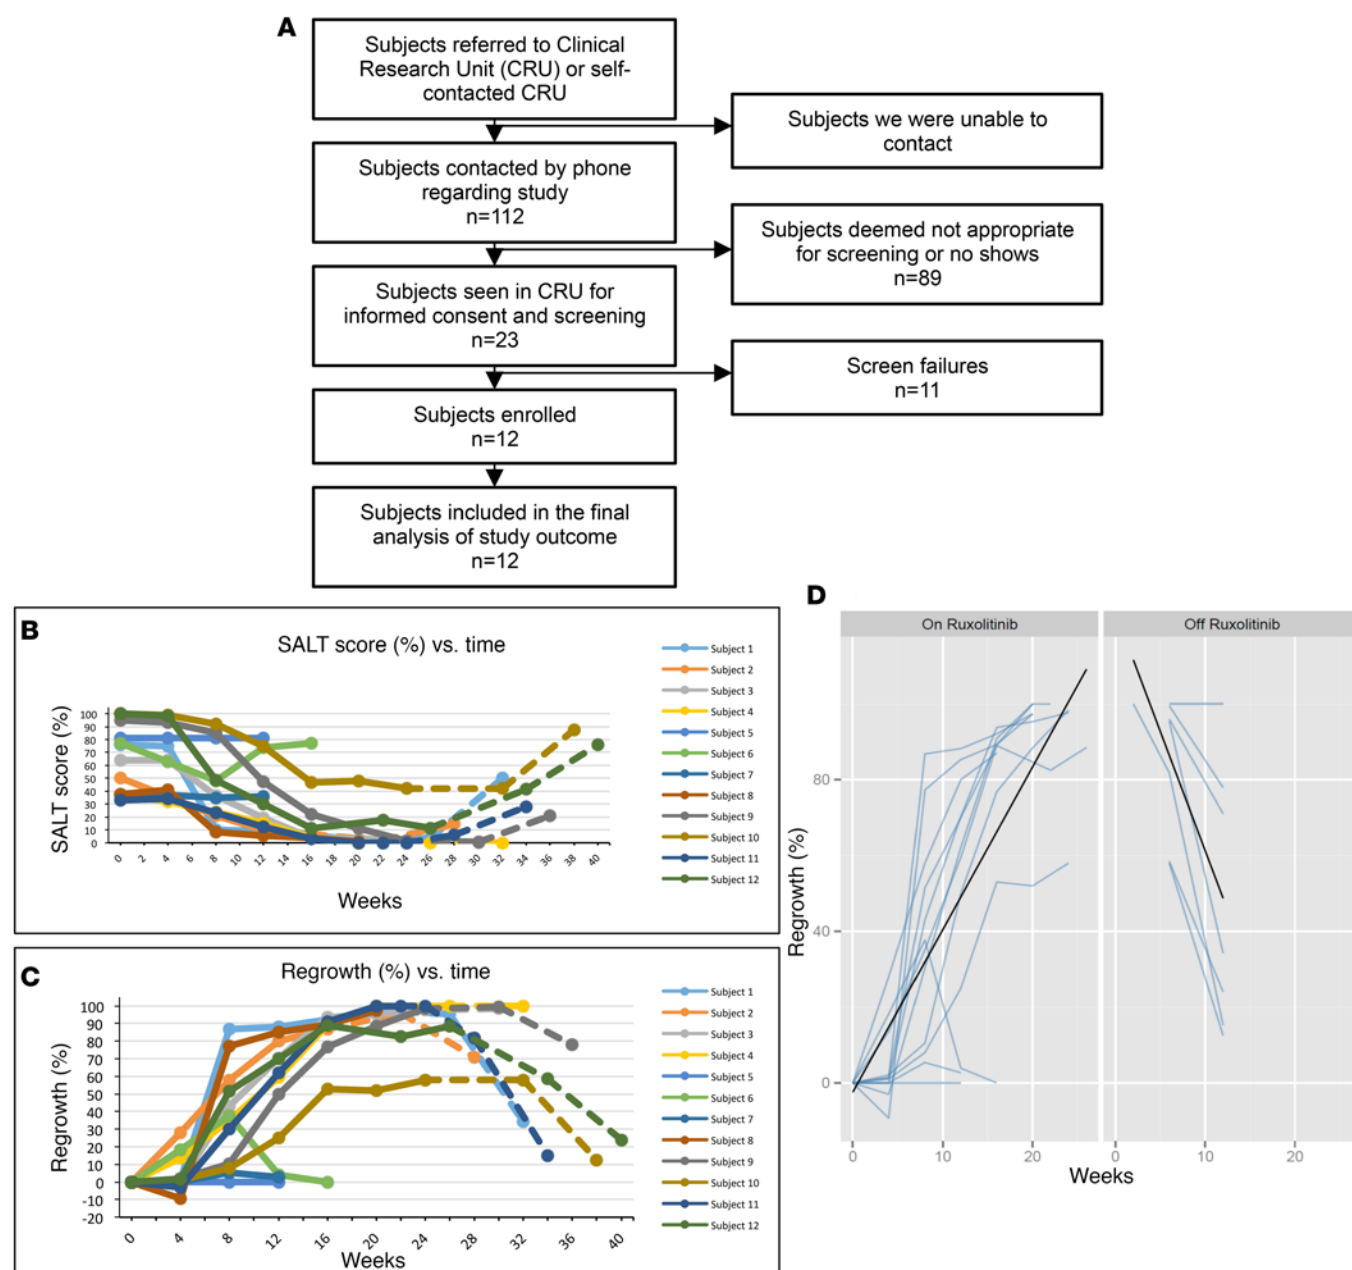 A
Subjects referred to Clinical
Research Unit (CRU) or self-
contacted CRU
Subjects we were unable to
contact
Subjects contacted by phone
regarding study
n=112
Subjects deemed not appropriate
for screening or no shows
n=89
Subjects seen in CRU for
informed consent and screening
n=23
Screen failures
n=11
Subjects enrolled
n=12
Subjects included in the final
analysis of study outcome
n=12
B
SALT score (%) vs. time
SALT score (%)
100
90
80
70
60
50
40
30
20
10
0
0 2 4 6 8 10 12 14 16 18 20 22 24 26 28 30 32 34 36 38 40
Weeks
Subject 1
Subject 2
Subject 3
Subject 4
Subject 5
Subject 6
Subject 7
Subject 8
Subject 9
Subject 10
Subject 11
Subject 12
C
Regrowth (%) vs. time
Regrowth (%)
100
90
80
70
60
50
40
30
20
10
0
-10
-20
0 4 8 12 16 20 24 28 32 36 40
Weeks
Subject 1
Subject 2
Subject 3
Subject 4
Subject 5
Subject 6
Subject 7
Subject 8
Subject 9
Subject 10
Subject 11
Subject 12
D
On Ruxolitinib Off Ruxolitinib
Regrowth (%)
80
40
0
0 10 20 0 10 20
Weeks